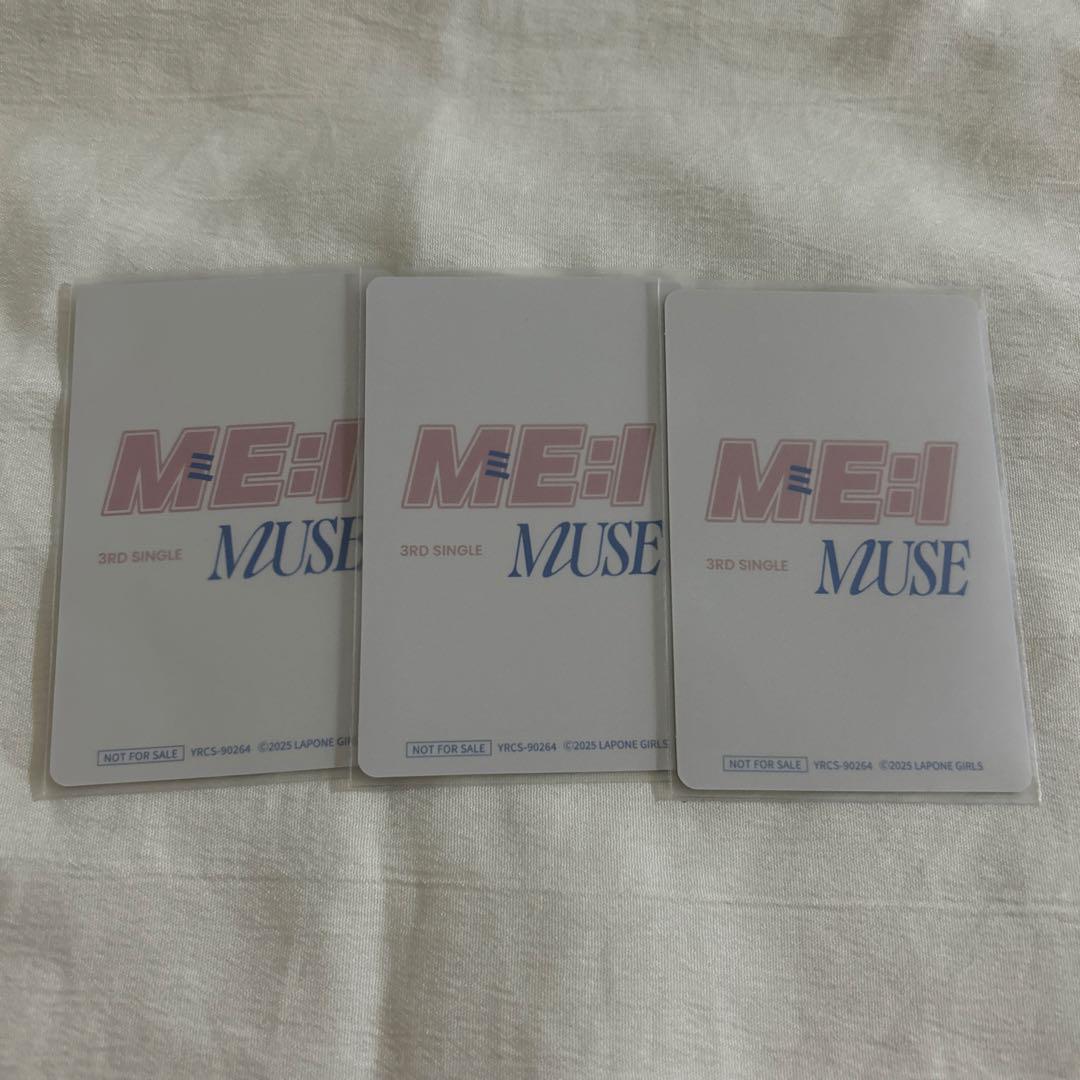 ME:I
3RD SINGLE MUSE
NOT FOR SALE YRCS-90264 ©2025 LAPONE GIR
ME:I
3RD SINGLE MUSE
NOT FOR SALE YRCS-90264 ©2025 LAPONE GIRLS
ME:I
3RD SINGLE MUSE
NOT FOR SALE YRCS-90264 ©2025 LAPONE GIRLS